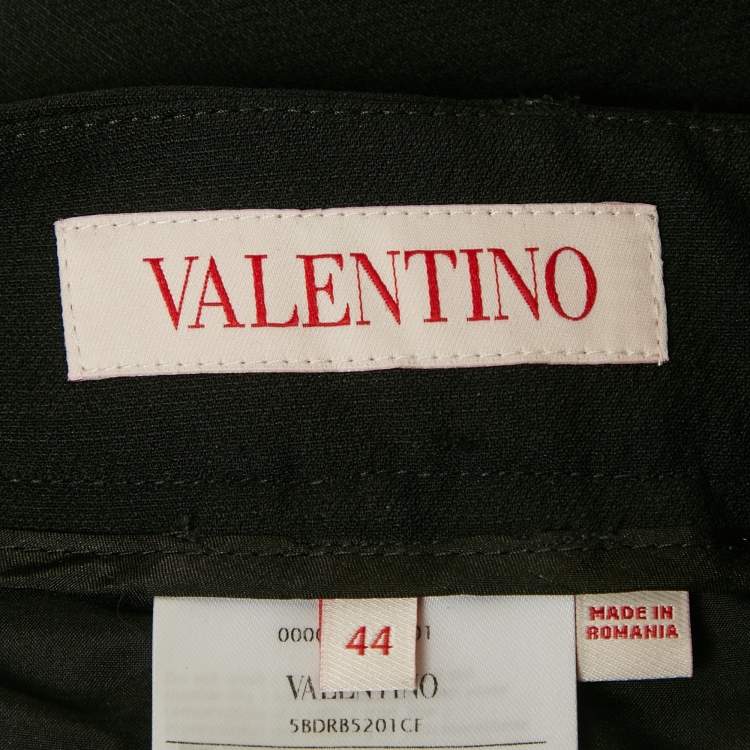 VALENTINO
44
MADE IN
ROMANIA
VALENTINO
5BDRB5201CF